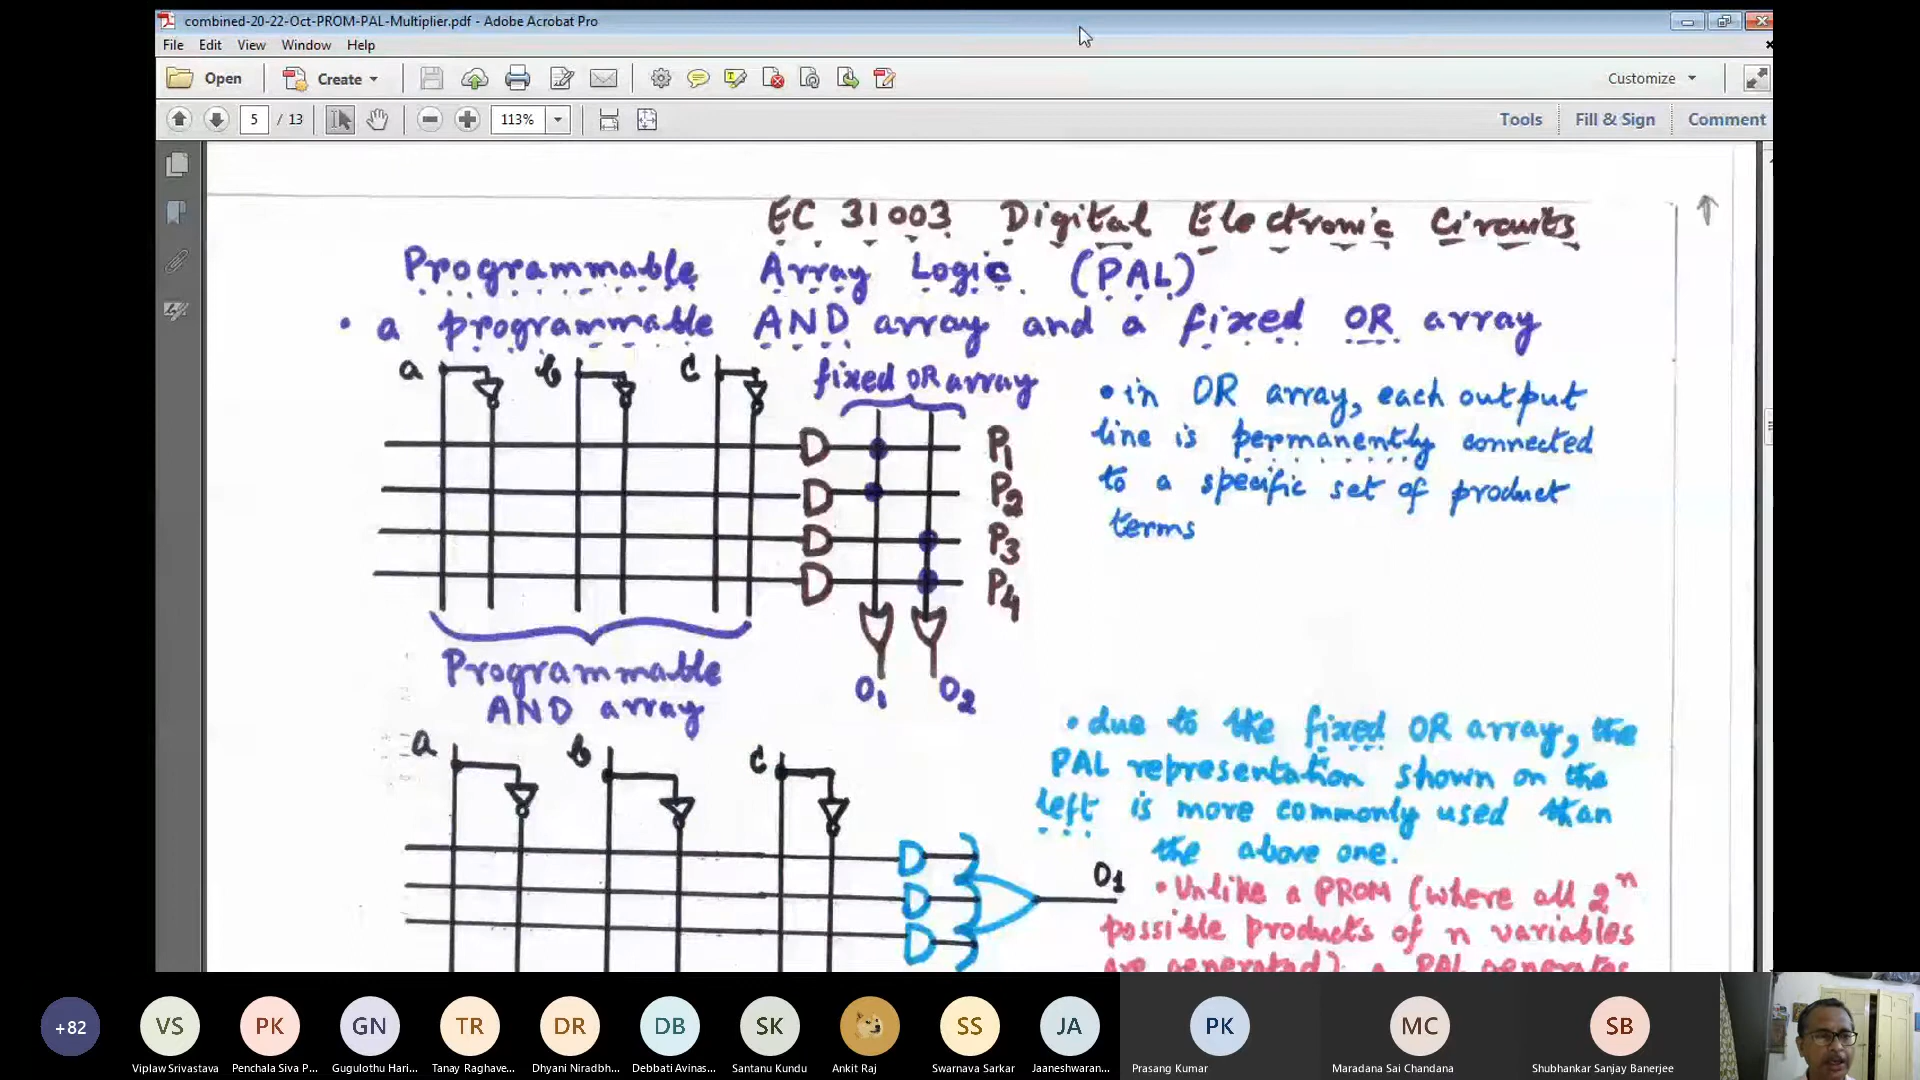 combined-20-22-Oct-PROM-PAL-Multiplier.pdf - Adobe Acrobat Pro
File Edit View Window Help
Open Create Customize
5 / 13 113% Tools Fill & Sign Comment
EC 31003 Digital Electronic Circuits
Programmable Array Logic (PAL)
• a programmable AND array and a fixed OR array
a b c fixed OR array
• in OR array, each output
line is permanently connected
to a specific set of product
terms
P1
P2
P3
P4
O1 O2
Programmable
AND array
a b c
O1
• due to the fixed OR array, the
PAL representation shown on the
left is more commonly used than
the above one.
• Unlike a PROM (where all 2^n
possible products of n variables
are generated), a PAL generates
+82 VS PK GN TR DR DB SK SS JA PK MC SB
Viplaw Srivastava Penchala Siva P... Gugulothu Hari... Tanay Raghave... Dhyani Niradbh... Debbati Avinas... Santanu Kundu Ankit Raj Swarnava Sarkar Jaaneshwaran... Prasang Kumar Maradana Sai Chandana Shubhankar Sanjay Banerjee